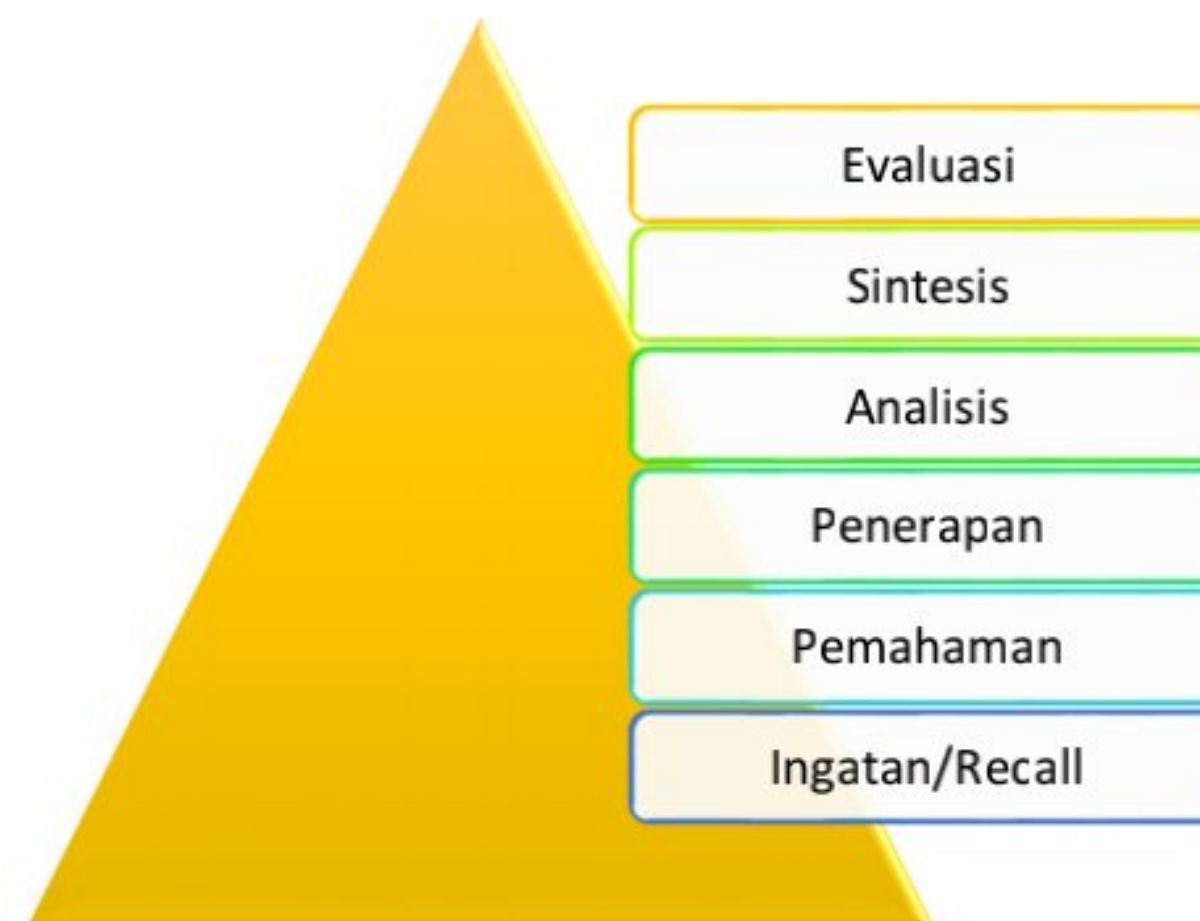 Evaluasi
Sintesis
Analisis
Penerapan
Pemahaman
Ingatan/Recall